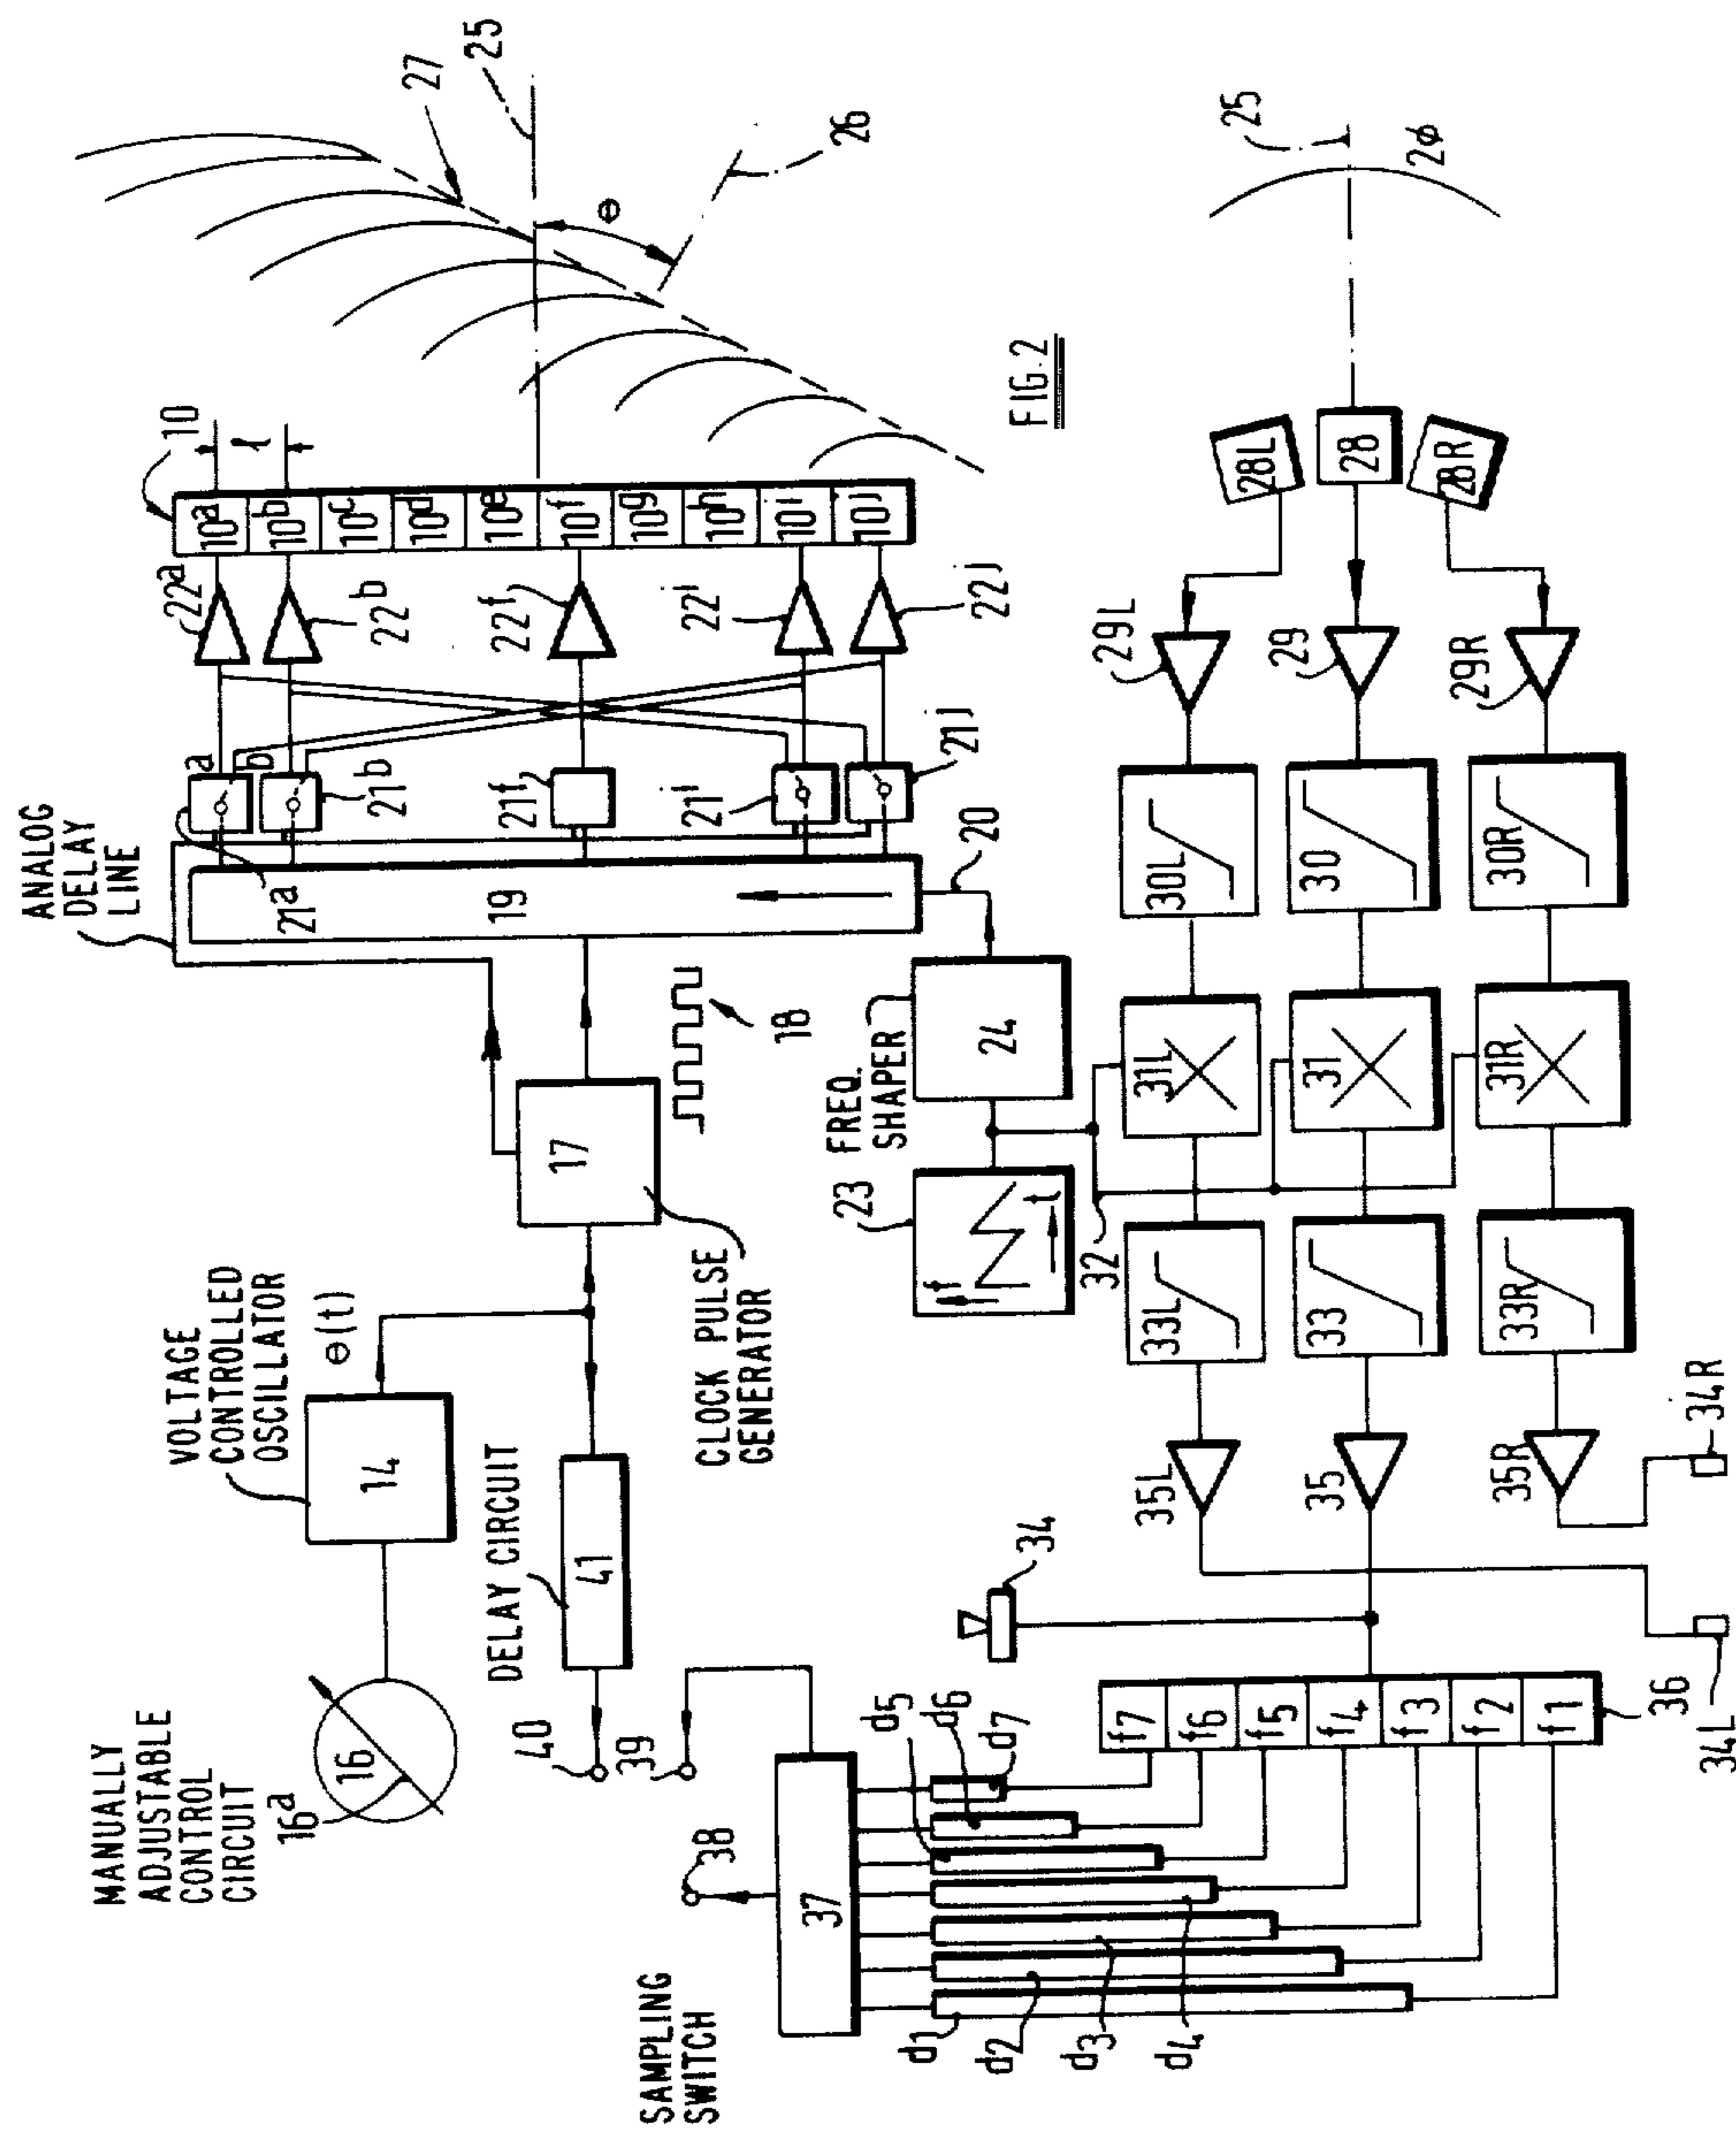 MANUALLY
ADJUSTABLE
CONTROL
CIRCUIT
16a
16
VOLTAGE
CONTROLLED
OSCILLATOR
14
θ(t)
DELAY CIRCUIT
41
40
39
38
CLOCK PULSE
GENERATOR
17
18
ANALOG
DELAY
LINE
19
20
21a
a
b
21b
21f
21i
21j
22a
22b
22f
22i
22j
10
l
10a
10b
10c
10d
10e
10f
10g
10h
10i
10j
27
25
26
θ
FIG. 2
FREQ.
SHAPER
24
23
f
t
32
28L
28
28R
25
2φ
29L
29
29R
30L
30
30R
31L
31
31R
33L
33
33R
35L
35
35R
34
34R
34L
36
f7
f6
f5
f4
f3
f2
f1
SAMPLING
SWITCH
37
d5
d6
d7
d1
d2
d3
d4